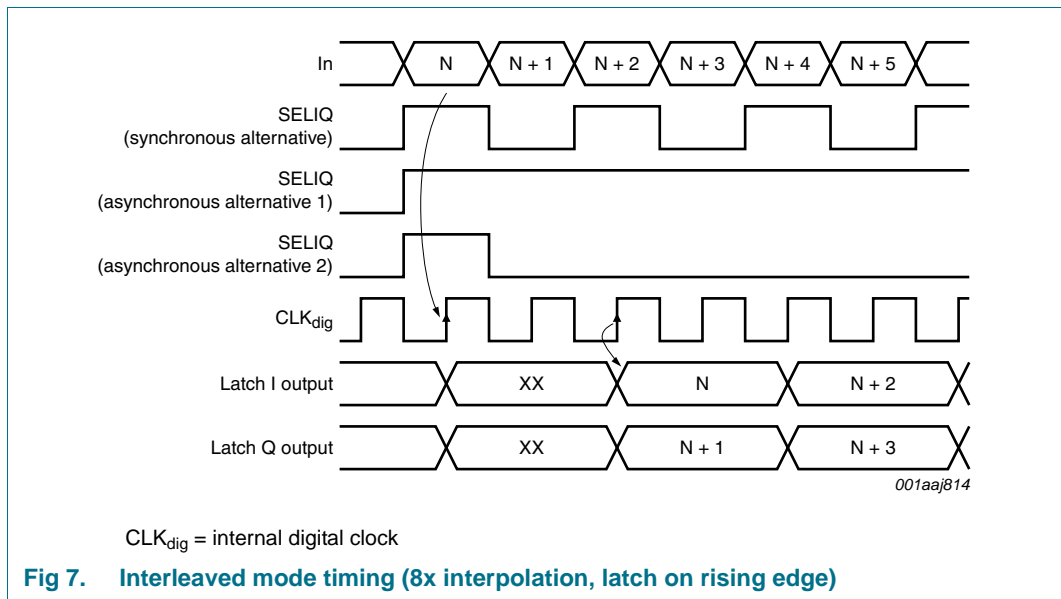 In
N
N + 1
N + 2
N + 3
N + 4
N + 5
SELIQ
(synchronous alternative)
SELIQ
(asynchronous alternative 1)
SELIQ
(asynchronous alternative 2)
CLKdig
Latch I output
XX
N
N + 2
Latch Q output
XX
N + 1
N + 3
001aaj814
CLKdig = internal digital clock
Fig 7. Interleaved mode timing (8x interpolation, latch on rising edge)